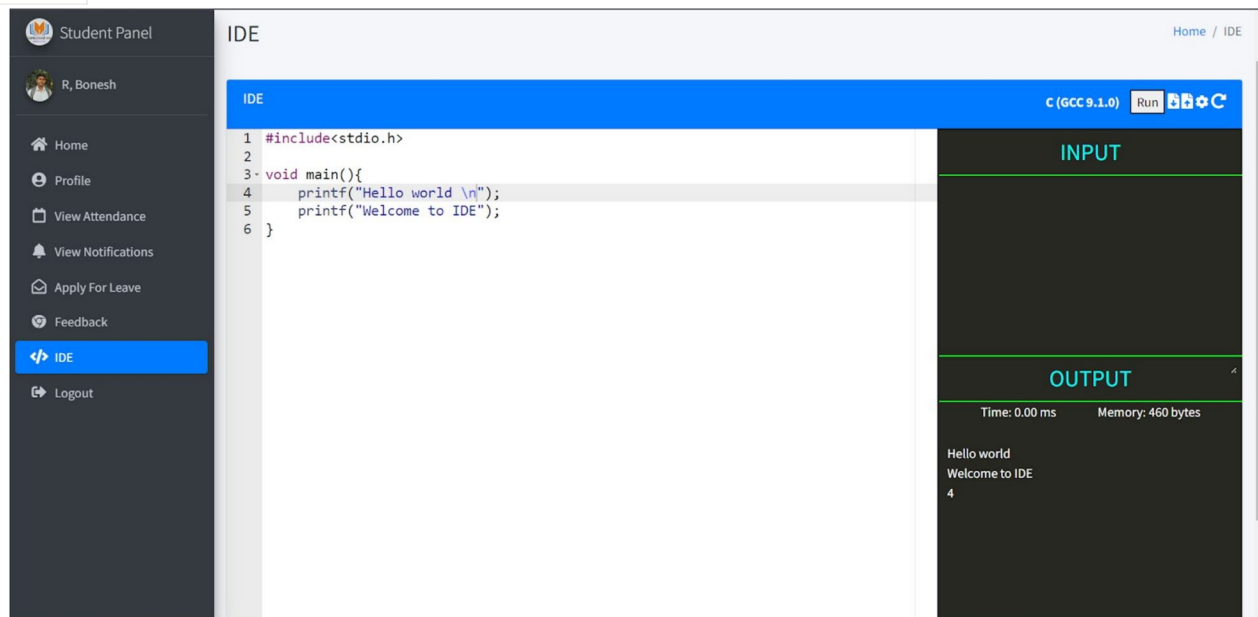 Student Panel
R, Bonesh
Home
Profile
View Attendance
View Notifications
Apply For Leave
Feedback
</> IDE
Logout
IDE
Home / IDE
IDE
C (GCC 9.1.0) Run
1 #include<stdio.h>
2
3 void main(){
4     printf("Hello world \n");
5     printf("Welcome to IDE");
6 }
INPUT
OUTPUT
Time: 0.00 ms Memory: 460 bytes
Hello world
Welcome to IDE
4